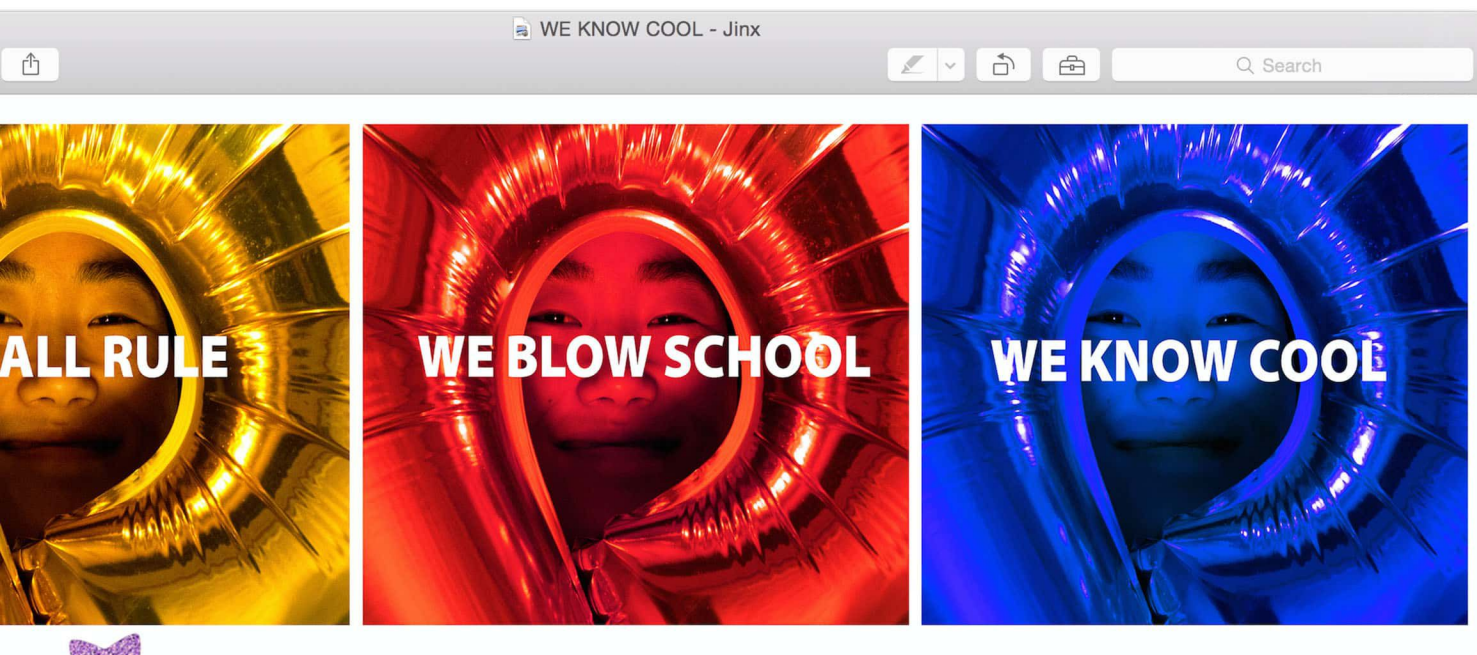 WE KNOW COOL - Jinx
Search
ALL RULE
WE BLOW SCHOOL
WE KNOW COOL